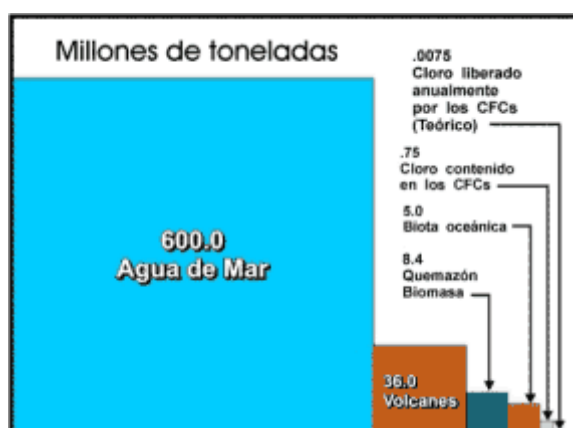 Millones de toneladas
.0075
Cloro liberado
anualmente
por los CFCs
(Teórico)
.75
Cloro contenido
en los CFCs
5.0
Biota oceánica
8.4
Quemazón
Biomasa
600.0
Agua de Mar
36.0
Volcanes